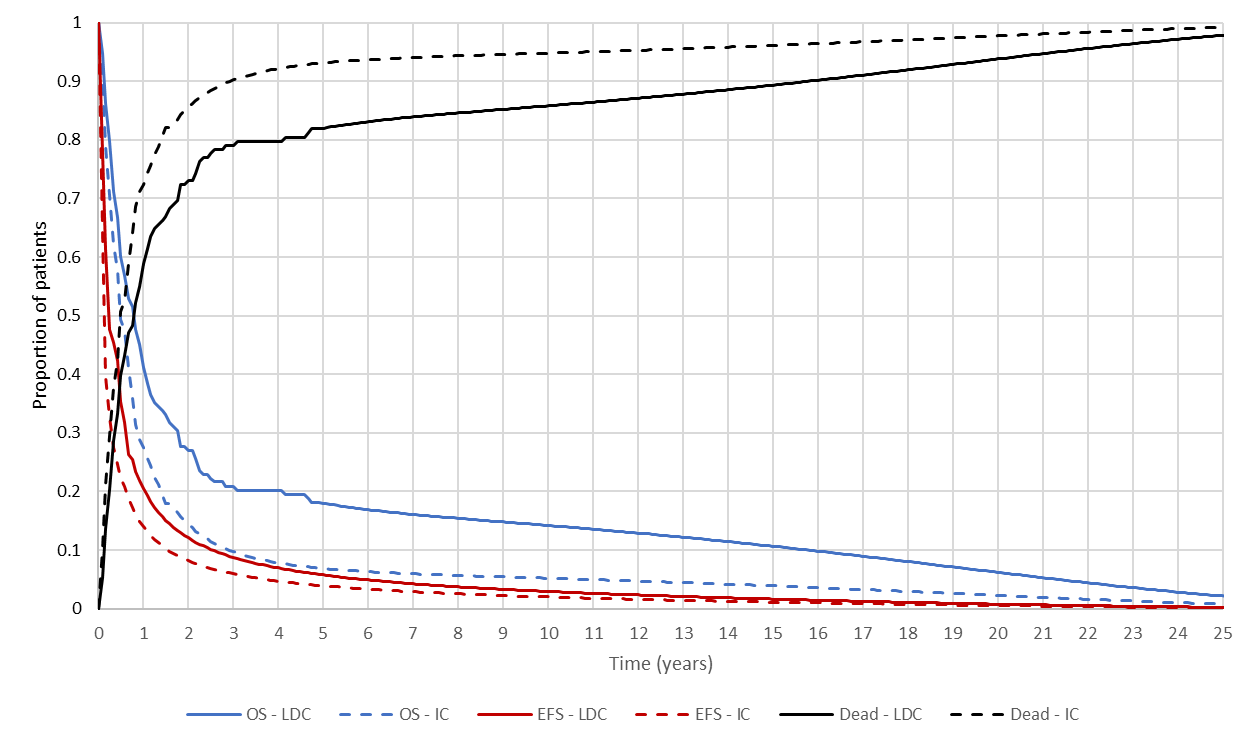 Proportion of patients
1
0.9
0.8
0.7
0.6
0.5
0.4
0.3
0.2
0.1
0
0 1 2 3 4 5 6 7 8 9 10 11 12 13 14 15 16 17 18 19 20 21 22 23 24 25
Time (years)
OS - LDC OS - IC EFS - LDC EFS - IC Dead - LDC Dead - IC